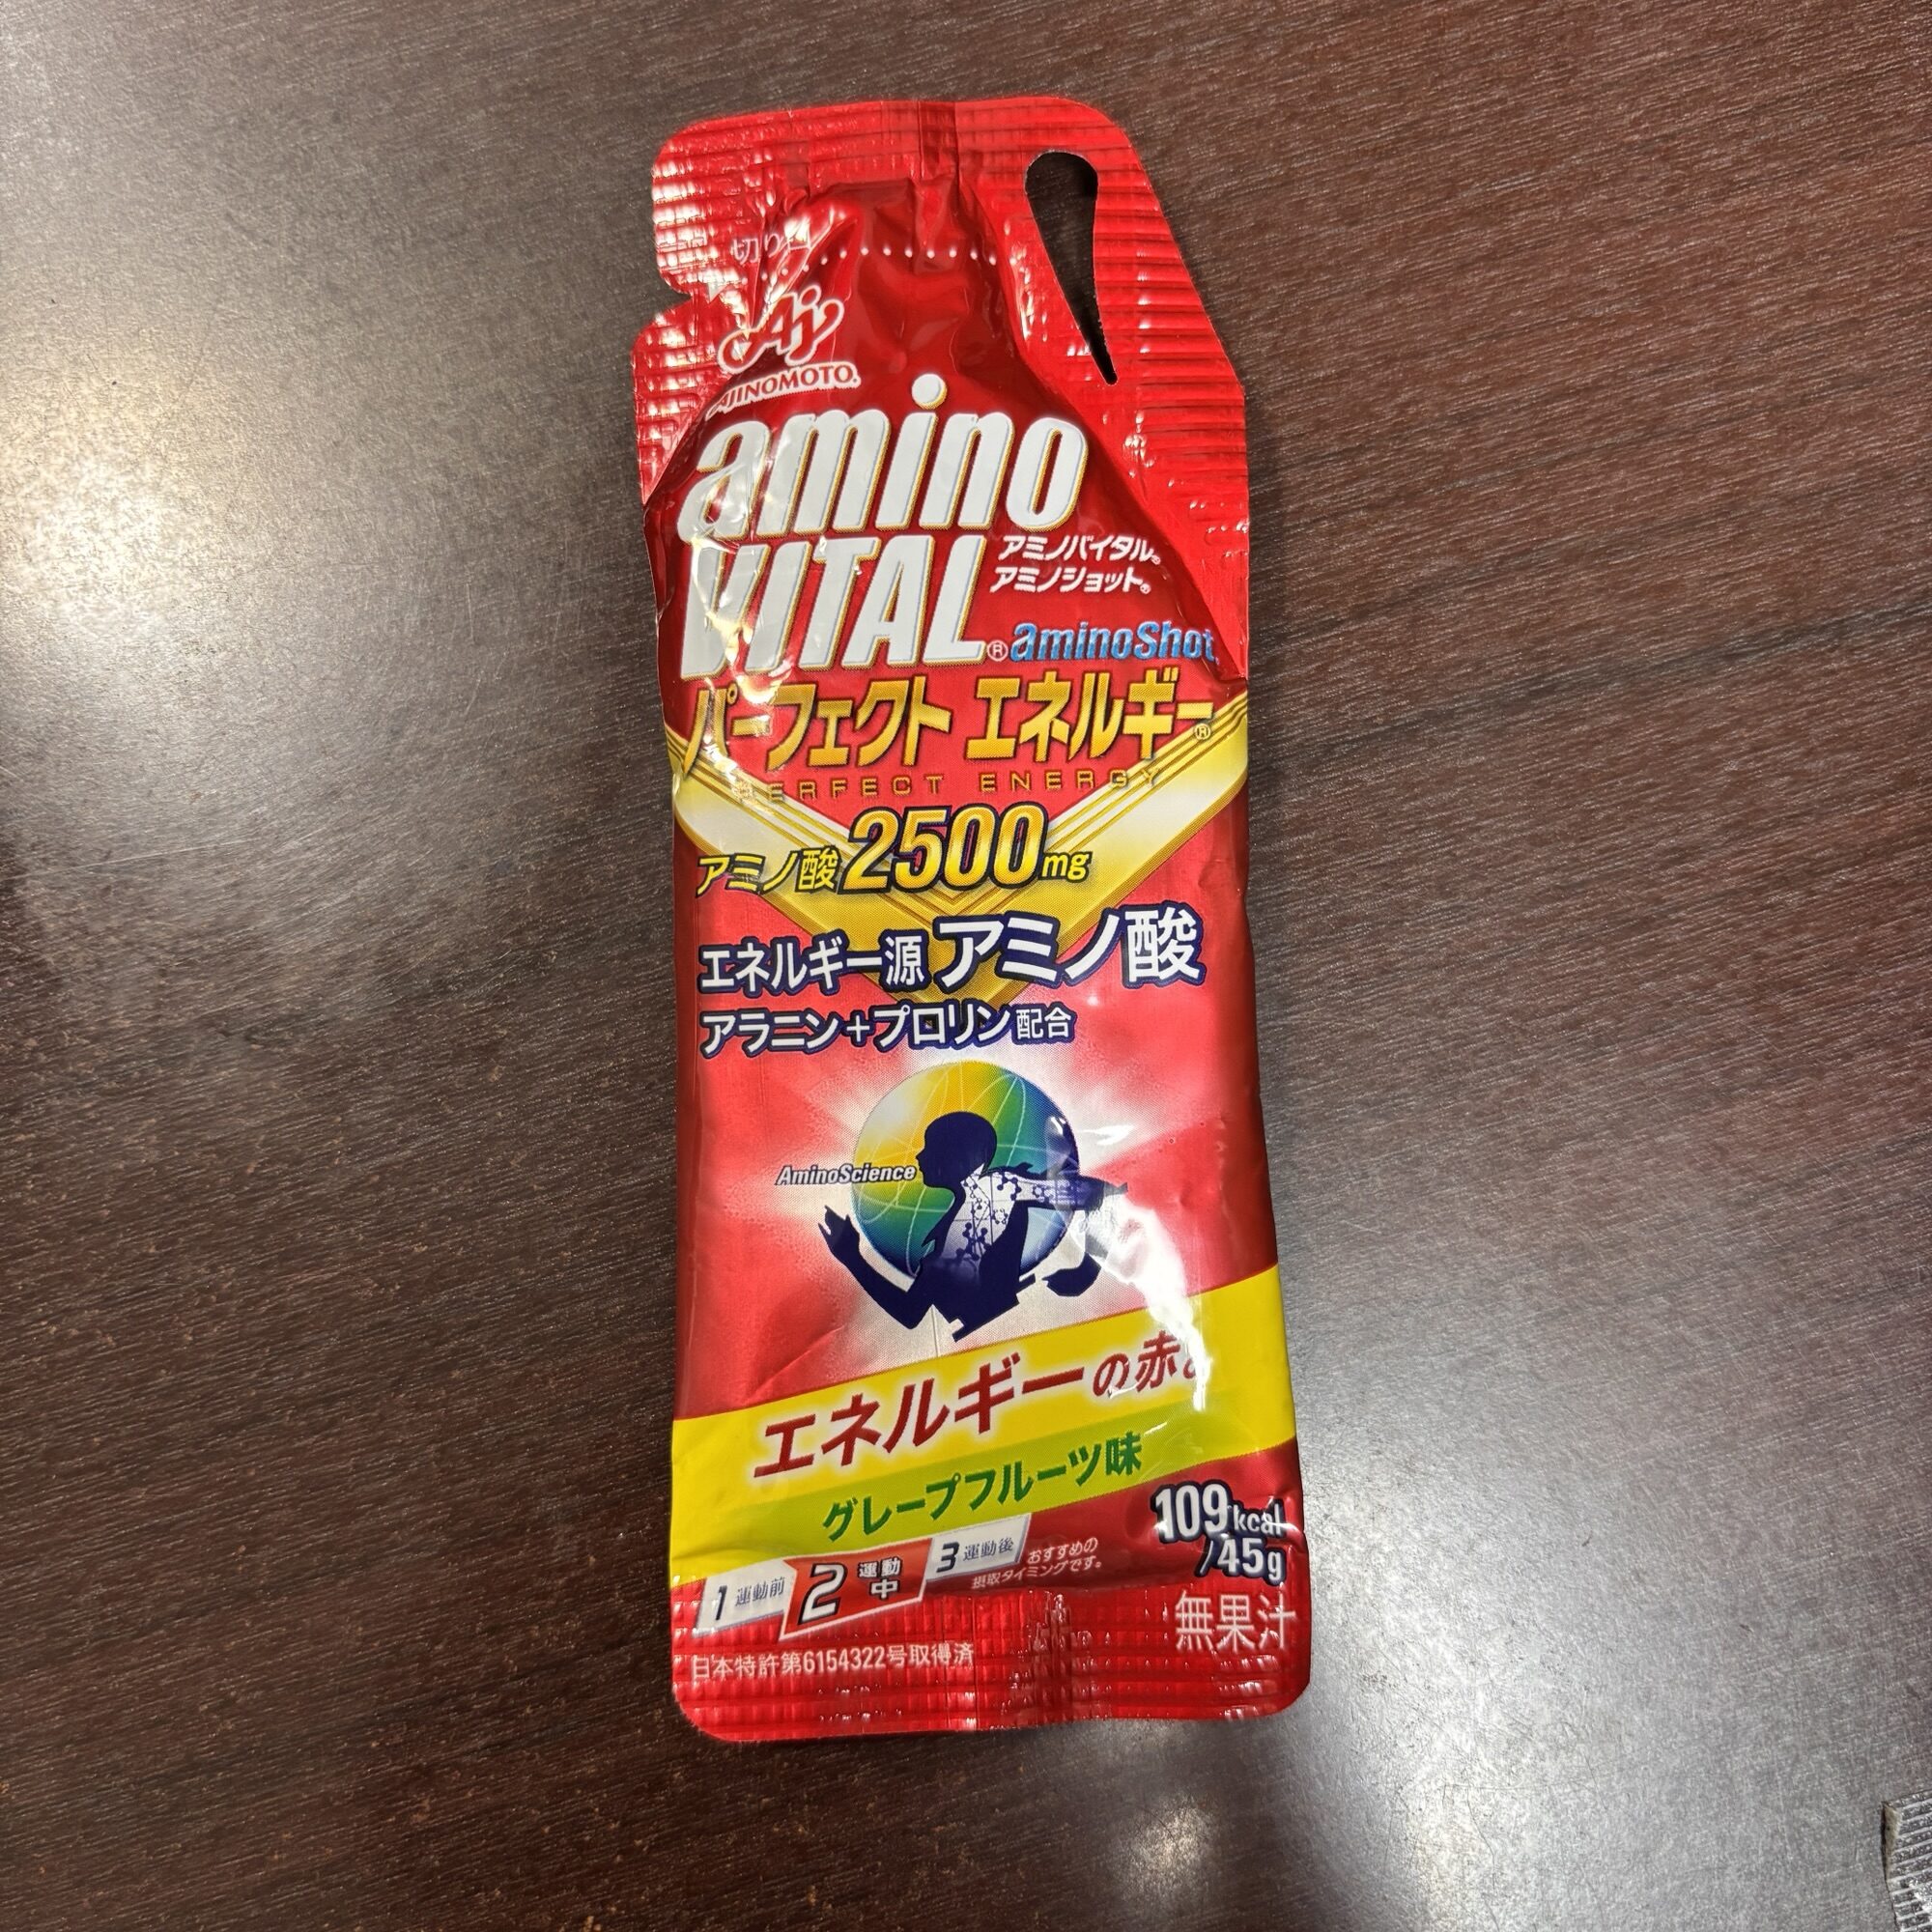 切り口
Aj
AJINOMOTO®
amino
VITAL®
アミノバイタル®
アミノショット®
aminoShot
パーフェクト エネルギー®
PERFECT ENERGY
アミノ酸2500mg
エネルギー源アミノ酸
アラニン+プロリン配合
AminoScience
エネルギーの赤
グレープフルーツ味
109kcal
/45g
1 運動前 2 運動中 3 運動後
おすすめの
摂取タイミングです。
無果汁
日本特許第6154322号取得済